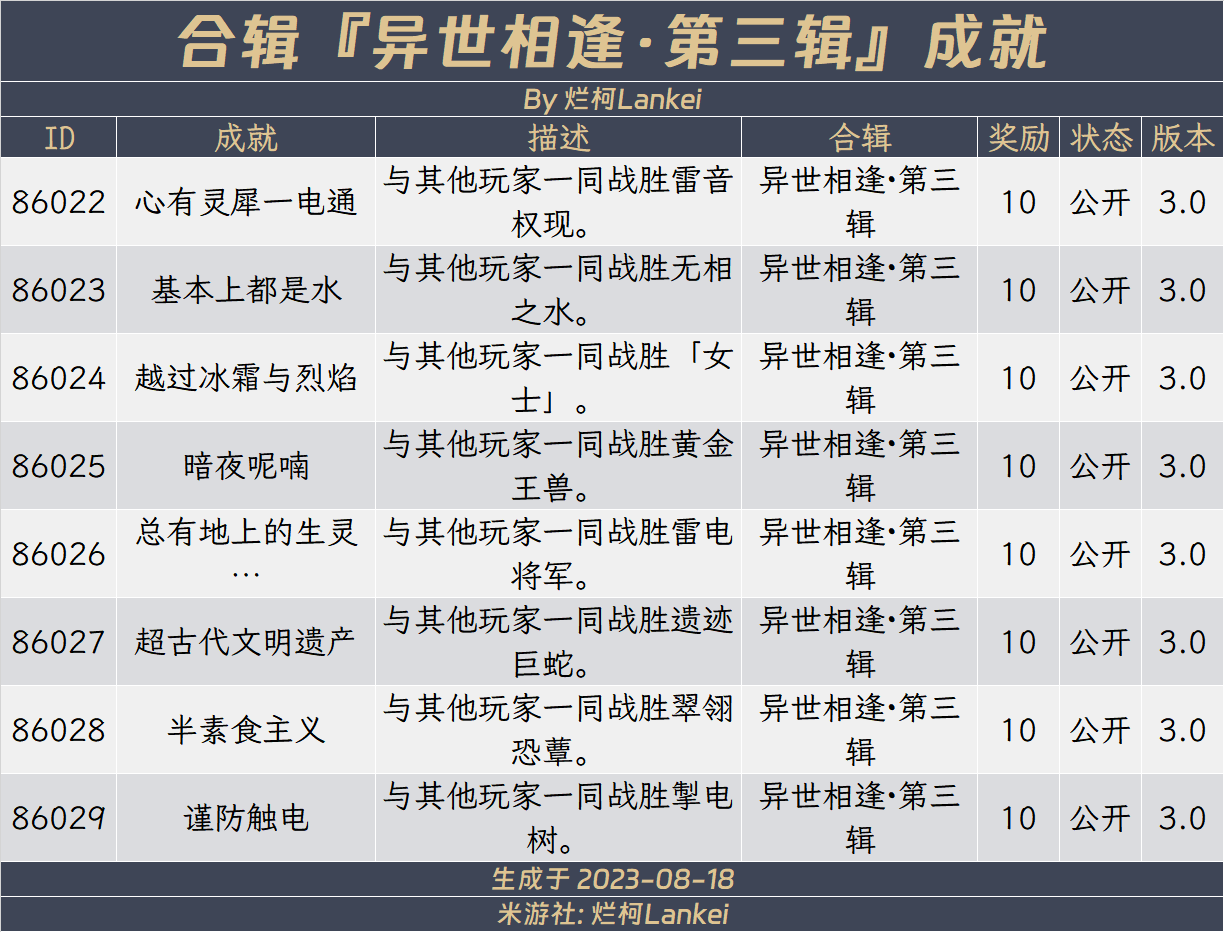 合辑『异世相逢·第三辑』成就
By 烂柯Lankei
ID 成就 描述 合辑 奖励 状态 版本
86022 心有灵犀一电通 与其他玩家一同战胜雷音权现。 异世相逢·第三辑 10 公开 3.0
86023 基本上都是水 与其他玩家一同战胜无相之水。 异世相逢·第三辑 10 公开 3.0
86024 越过冰霜与烈焰 与其他玩家一同战胜「女士」。 异世相逢·第三辑 10 公开 3.0
86025 暗夜呢喃 与其他玩家一同战胜黄金王兽。 异世相逢·第三辑 10 公开 3.0
86026 总有地上的生灵… 与其他玩家一同战胜雷电将军。 异世相逢·第三辑 10 公开 3.0
86027 超古代文明遗产 与其他玩家一同战胜遗迹巨蛇。 异世相逢·第三辑 10 公开 3.0
86028 半素食主义 与其他玩家一同战胜翠翎恐蕈。 异世相逢·第三辑 10 公开 3.0
86029 谨防触电 与其他玩家一同战胜掣电树。 异世相逢·第三辑 10 公开 3.0
生成于 2023-08-18
米游社: 烂柯Lankei